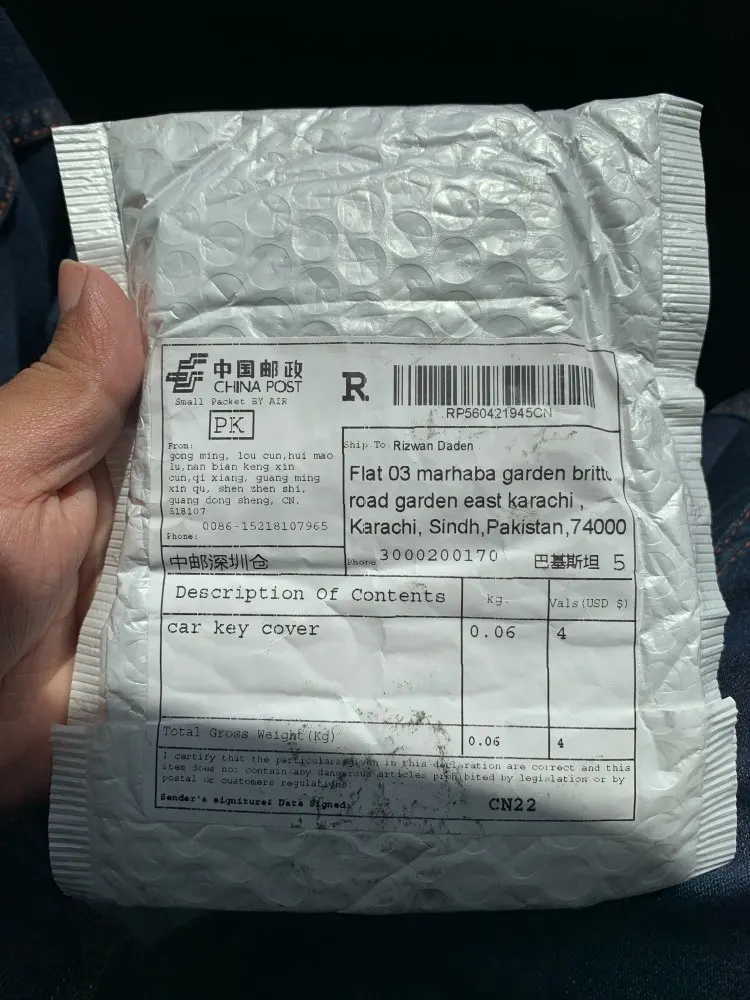 中国邮政
CHINA POST
Small Packet BY AIR
PK
R
RP560421945CN
From:
gong ming, lou cun,hui mao
lu,nan bian keng xin
cun,qi xiang, guang ming
xin qu, shen zhen shi,
guang dong sheng, CN.
518107
0086-15218107965
Phone:
中邮深圳仓
Ship To: Rizwan Daden
Flat 03 marhaba garden britto
road garden east karachi ,
Karachi, Sindh,Pakistan,74000
Phone 3000200170 巴基斯坦 5
Description Of Contents Kg. Vals(USD $)
car key cover 0.06 4
Total Gross Weight(Kg) 0.06 4
I certify that the particulars given in this declaration are correct and this
item does not contain any dangerous articles prohibited by legislation or by
postal or customers regulations
Sender's signiture& Data Signed:
CN22